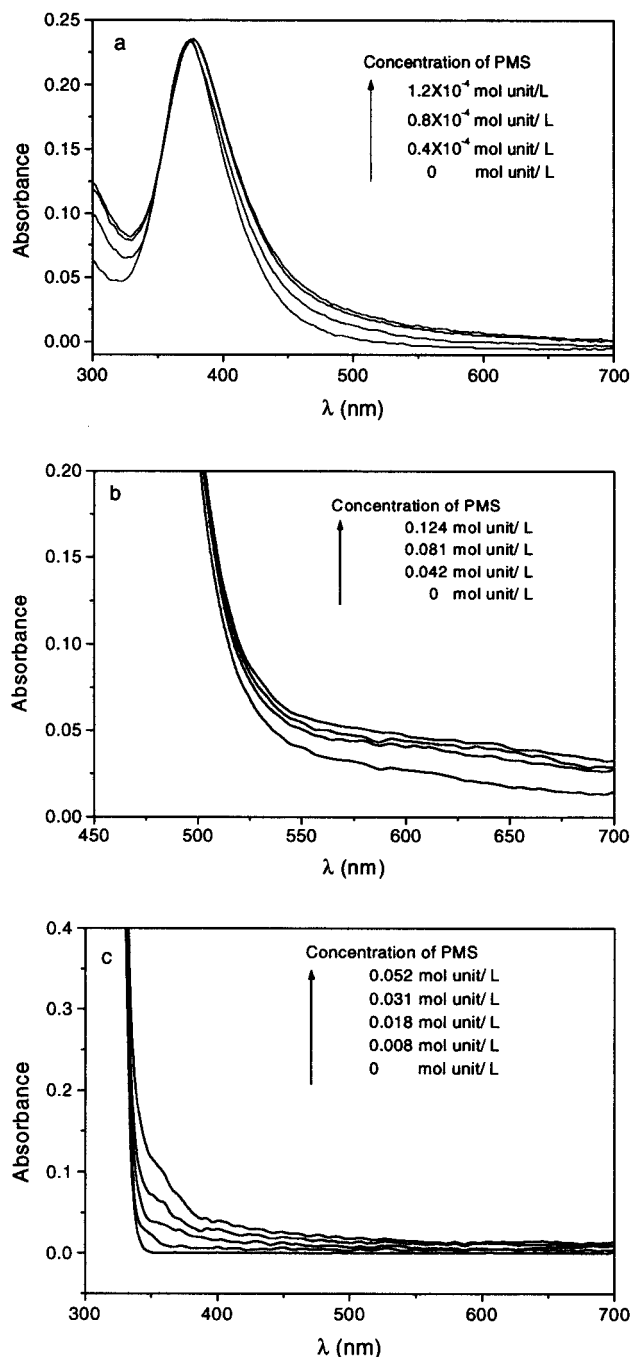 a
Concentration of PMS
1.2X10⁻⁴ mol unit/L
0.8X10⁻⁴ mol unit/ L
0.4X10⁻⁴ mol unit/ L
0 mol unit/ L
0.25
0.20
0.15
0.10
0.05
0.00
Absorbance
300 400 500 600 700
λ (nm)
b
Concentration of PMS
0.124 mol unit/ L
0.081 mol unit/ L
0.042 mol unit/ L
0 mol unit/ L
0.20
0.15
0.10
0.05
0.00
Absorbance
450 500 550 600 650 700
λ (nm)
c
Concentration of PMS
0.052 mol unit/ L
0.031 mol unit/ L
0.018 mol unit/ L
0.008 mol unit/ L
0 mol unit/ L
0.4
0.3
0.2
0.1
0.0
Absorbance
300 400 500 600 700
λ (nm)